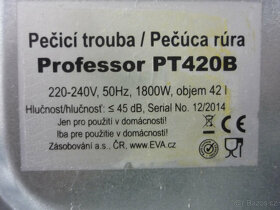 Pečicí trouba / Pečúca rúra
Professor PT420B
220-240V, 50Hz, 1800W, objem 42 l
Hlučnost/hlučnosť: ≤ 45 dB, Serial No. 12/2014
Jen pro použití v domácnosti!
Iba pre použitie v domácnosti!
Zásobování a.s., ČR, www.EVA.cz